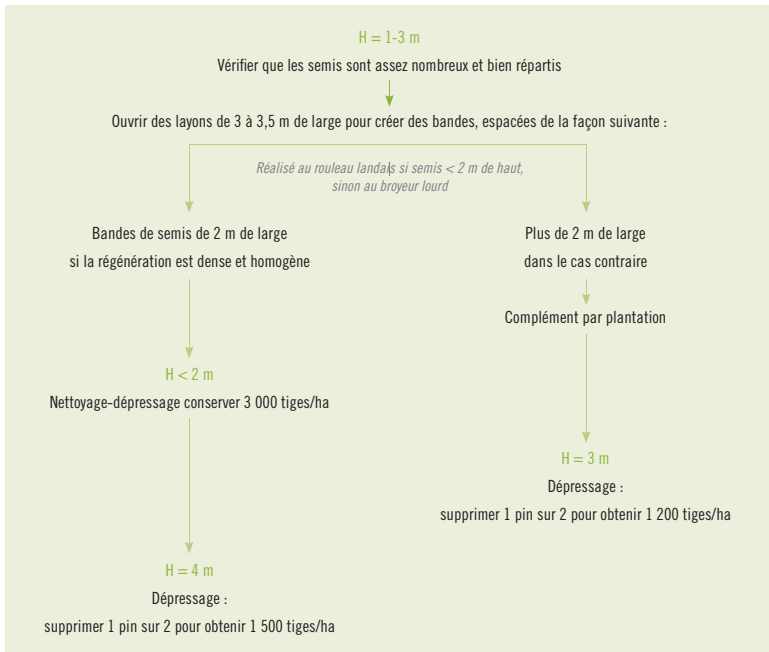 H = 1-3 m
Vérifier que les semis sont assez nombreux et bien répartis
Ouvrir des layons de 3 à 3,5 m de large pour créer des bandes, espacées de la façon suivante :
Réalisé au rouleau landais si semis < 2 m de haut,
sinon au broyeur lourd
Bandes de semis de 2 m de large
si la régénération est dense et homogène
Plus de 2 m de large
dans le cas contraire
Complément par plantation
H < 2 m
Nettoyage-dépressage conserver 3 000 tiges/ha
H = 3 m
Dépressage :
supprimer 1 pin sur 2 pour obtenir 1 200 tiges/ha
H = 4 m
Dépressage :
supprimer 1 pin sur 2 pour obtenir 1 500 tiges/ha